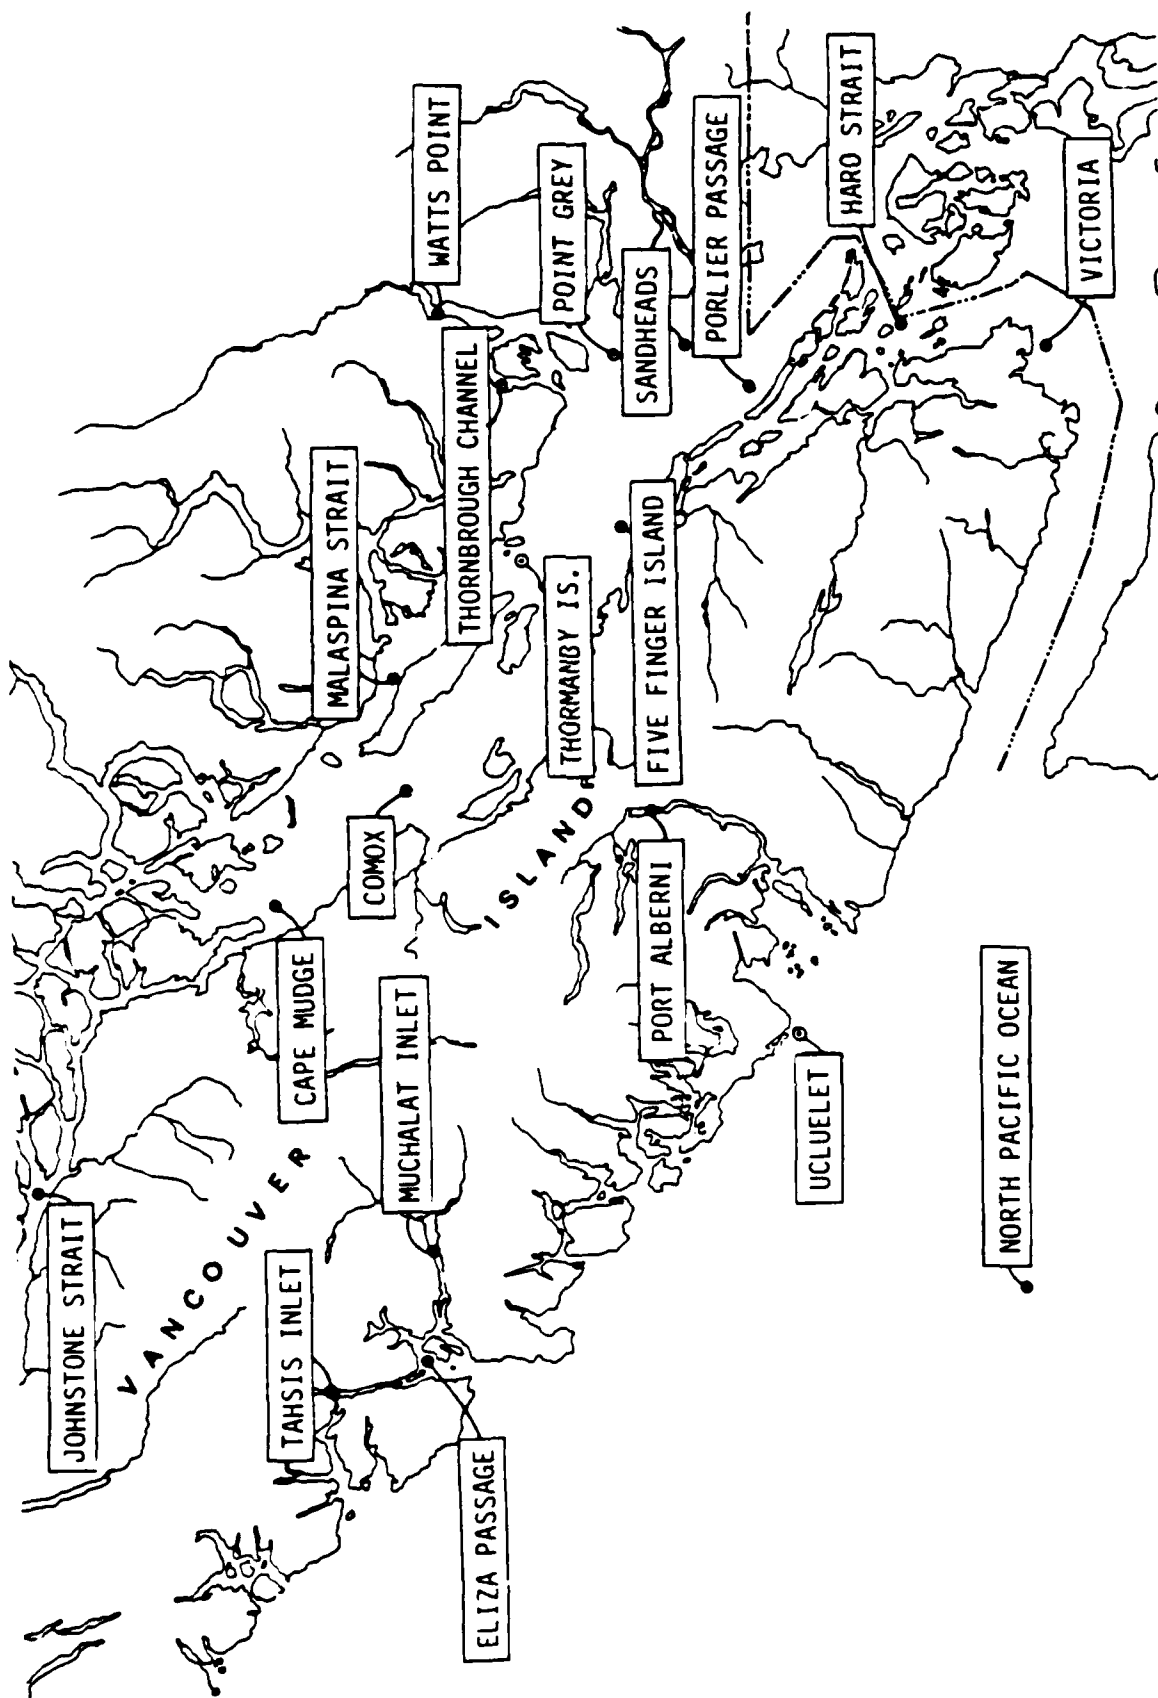 JOHNSTONE STRAIT
VANCOUVER
ISLAND
TAHSIS INLET
ELIZA PASSAGE
CAPE MUDGE
MUCHALAT INLET
COMOX
MALASPINA STRAIT
THORNBROUGH CHANNEL
WATTS POINT
POINT GREY
SANDHEADS
PORLIER PASSAGE
HARO STRAIT
VICTORIA
THORMANBY IS.
FIVE FINGER ISLAND
PORT ALBERNI
UCLUELET
NORTH PACIFIC OCEAN